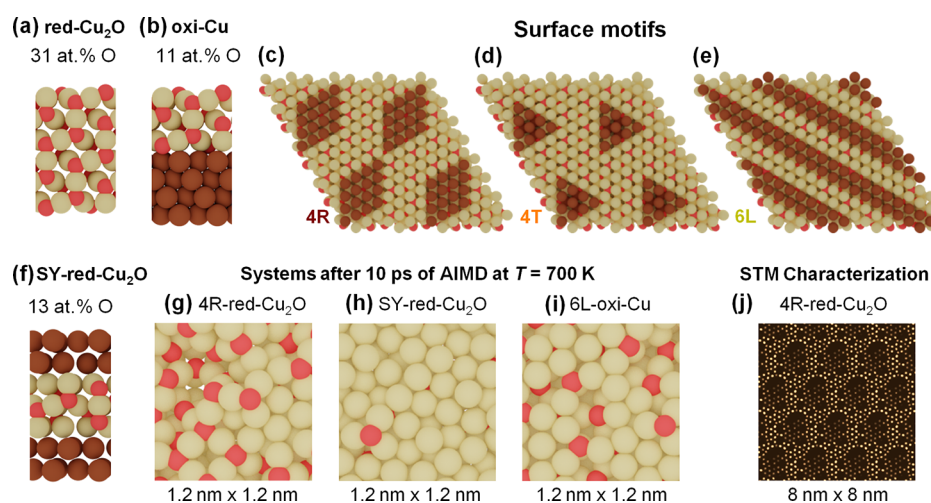 (a) red-Cu₂O
31 at.% O
(b) oxi-Cu
11 at.% O
Surface motifs
(c)
(d)
(e)
4R
4T
6L
(f) SY-red-Cu₂O
13 at.% O
Systems after 10 ps of AIMD at T = 700 K
(g) 4R-red-Cu₂O
(h) SY-red-Cu₂O
(i) 6L-oxi-Cu
1.2 nm x 1.2 nm
1.2 nm x 1.2 nm
1.2 nm x 1.2 nm
STM Characterization
(j) 4R-red-Cu₂O
8 nm x 8 nm